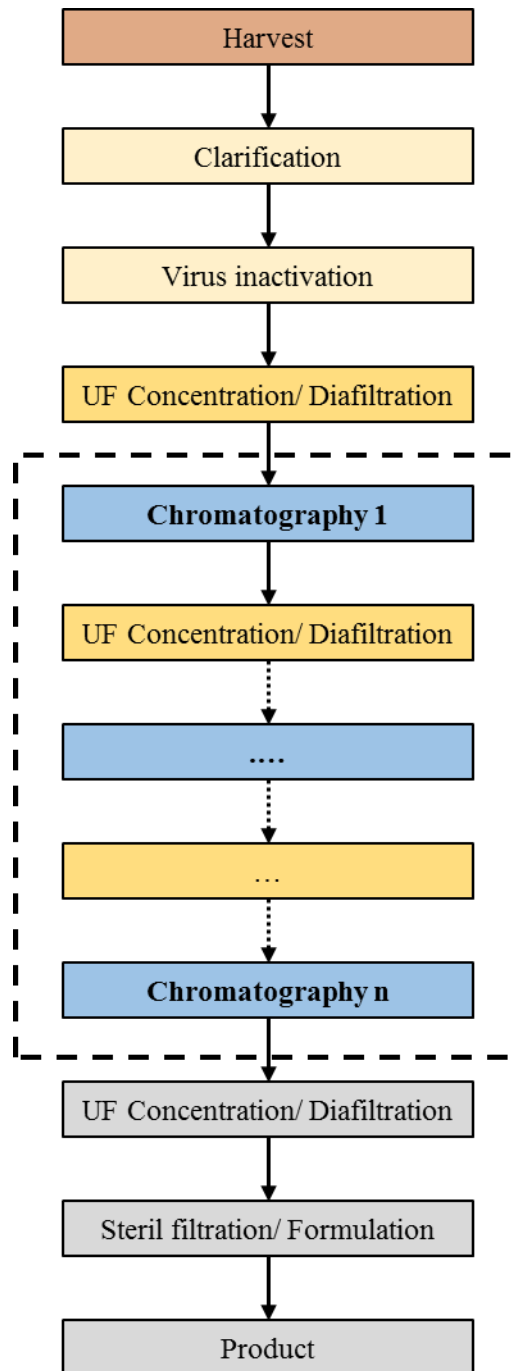 Harvest
Clarification
Virus inactivation
UF Concentration/ Diafiltration
Chromatography 1
UF Concentration/ Diafiltration
....
...
Chromatography n
UF Concentration/ Diafiltration
Steril filtration/ Formulation
Product